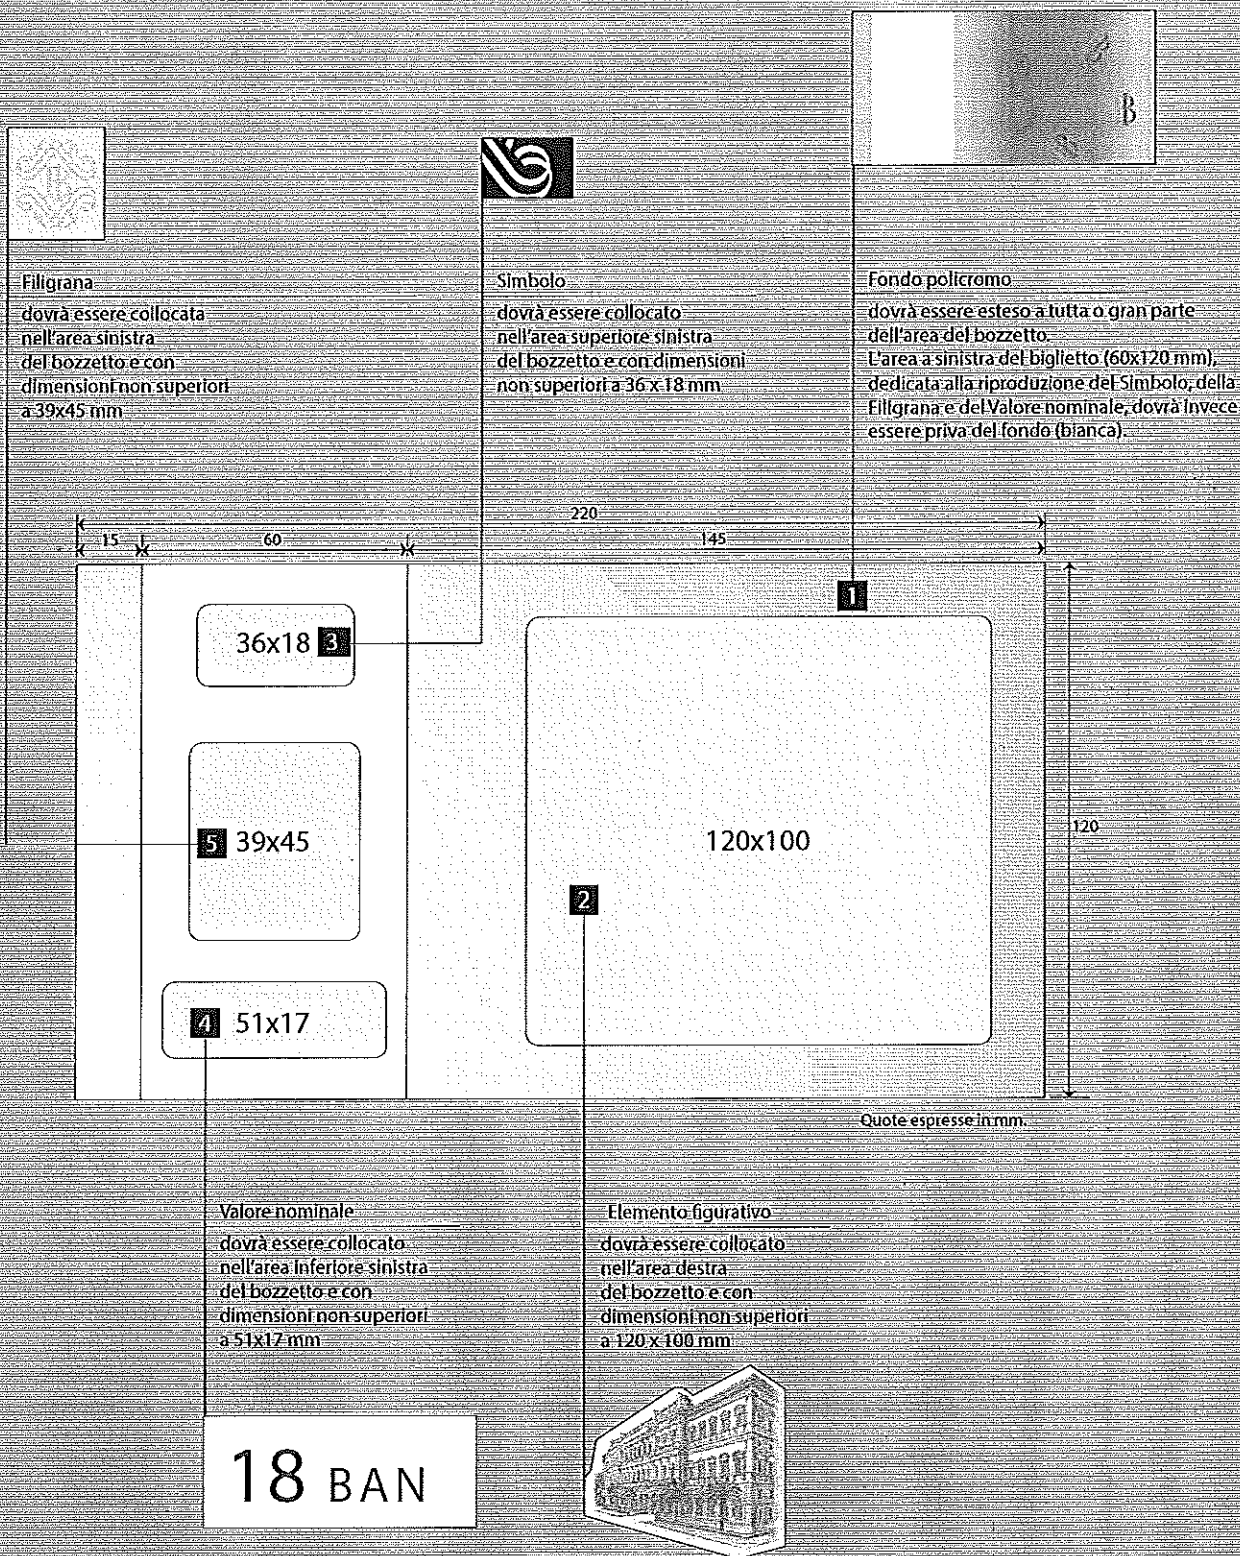 B
Filigrana
dovrà essere collocata
nell'area sinistra
del bozzetto e con
dimensioni non superiori
a 39x45 mm
Simbolo
dovrà essere collocato
nell'area superiore sinistra
del bozzetto e con dimensioni
non superiori a 36 x 18 mm
Fondo policromo
dovrà essere esteso a tutta o gran parte
dell'area del bozzetto.
L'area a sinistra del biglietto (60x120 mm),
dedicata alla riproduzione del Simbolo, della
Filigrana e del Valore nominale, dovrà invece
essere priva del fondo (bianca).
220
15 60 145
1
36x18 3
120
5 39x45
120x100
2
4 51x17
Quote espresse in mm.
Valore nominale
dovrà essere collocato
nell'area inferiore sinistra
del bozzetto e con
dimensioni non superiori
a 51x17 mm
Elemento figurativo
dovrà essere collocato
nell'area destra
del bozzetto e con
dimensioni non superiori
a 120 x 100 mm
18 BAN